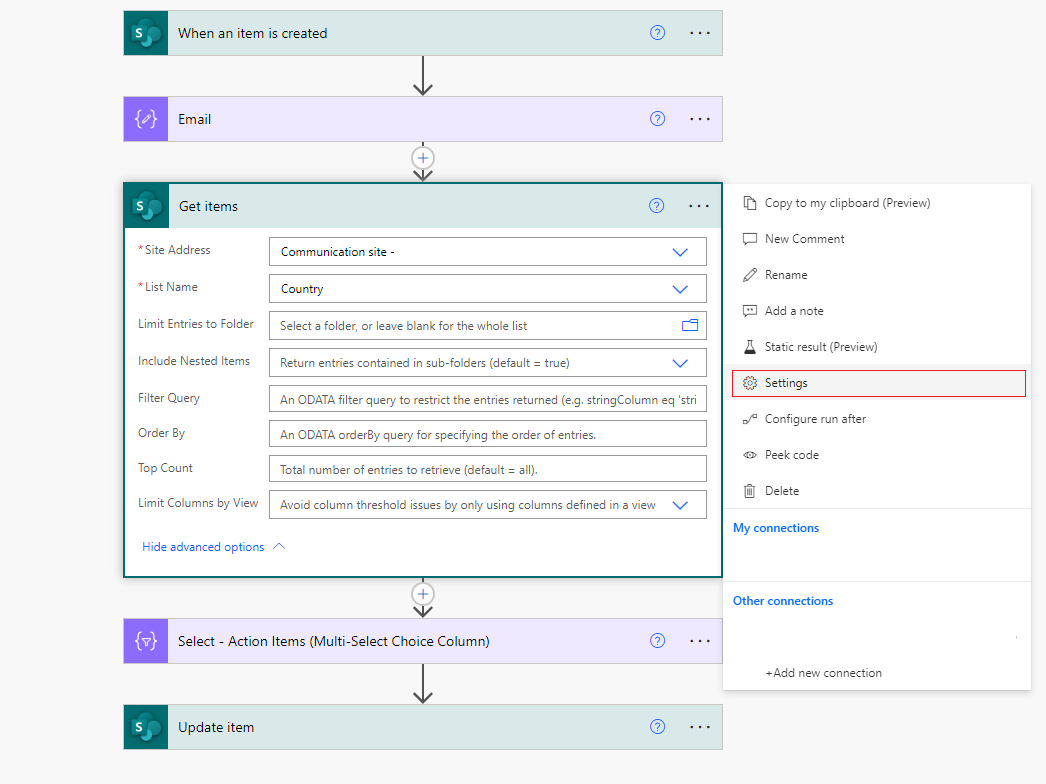 When an item is created
Email
Get items
* Site Address
Communication site -
* List Name
Country
Limit Entries to Folder
Select a folder, or leave blank for the whole list
Include Nested Items
Return entries contained in sub-folders (default = true)
Filter Query
An ODATA filter query to restrict the entries returned (e.g. stringColumn eq 'stri
Order By
An ODATA orderBy query for specifying the order of entries.
Top Count
Total number of entries to retrieve (default = all).
Limit Columns by View
Avoid column threshold issues by only using columns defined in a view
Hide advanced options
Copy to my clipboard (Preview)
New Comment
Rename
Add a note
Static result (Preview)
Settings
Configure run after
Peek code
Delete
My connections
Other connections
+Add new connection
Select - Action Items (Multi-Select Choice Column)
Update item